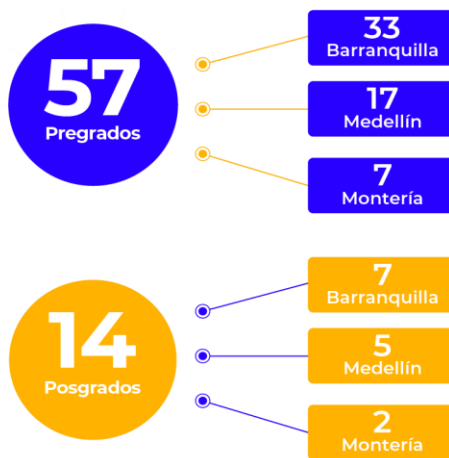 57
Pregrados
33
Barranquilla
17
Medellín
7
Montería
14
Posgrados
7
Barranquilla
5
Medellín
2
Montería